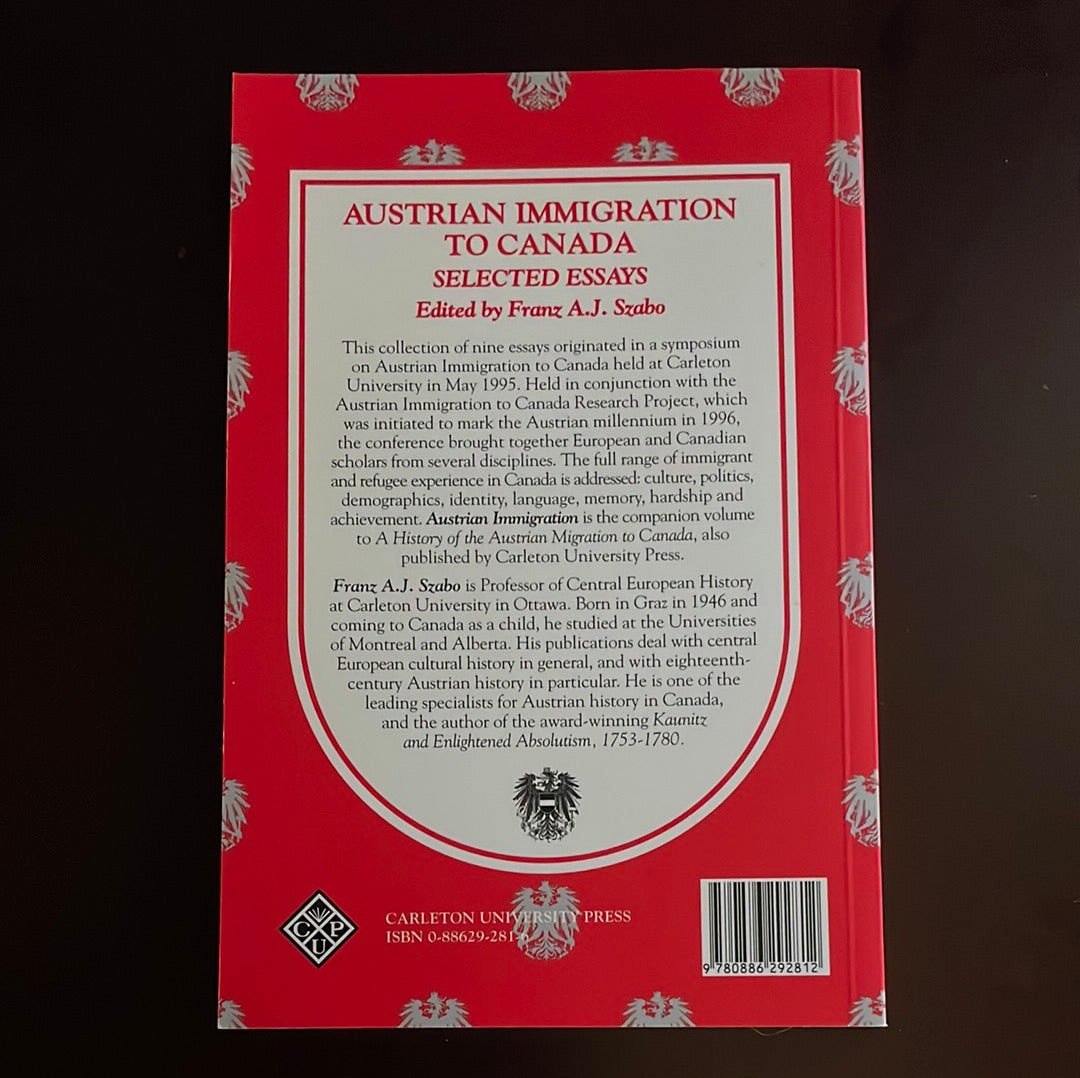 AUSTRIAN IMMIGRATION
TO CANADA
SELECTED ESSAYS
Edited by Franz A.J. Szabo
This collection of nine essays originated in a symposium
on Austrian Immigration to Canada held at Carleton
University in May 1995. Held in conjunction with the
Austrian Immigration to Canada Research Project, which
was initiated to mark the Austrian millennium in 1996,
the conference brought together European and Canadian
scholars from several disciplines. The full range of immigrant
and refugee experience in Canada is addressed: culture, politics,
demographics, identity, language, memory, hardship and
achievement. Austrian Immigration is the companion volume
to A History of the Austrian Migration to Canada, also
published by Carleton University Press.
Franz A.J. Szabo is Professor of Central European History
at Carleton University in Ottawa. Born in Graz in 1946 and
coming to Canada as a child, he studied at the Universities
of Montreal and Alberta. His publications deal with central
European cultural history in general, and with eighteenth-
century Austrian history in particular. He is one of the
leading specialists for Austrian history in Canada,
and the author of the award-winning Kaunitz
and Enlightened Absolutism, 1753-1780.
C P
U
CARLETON UNIVERSITY PRESS
ISBN 0-88629-281-6
9 780886 292812